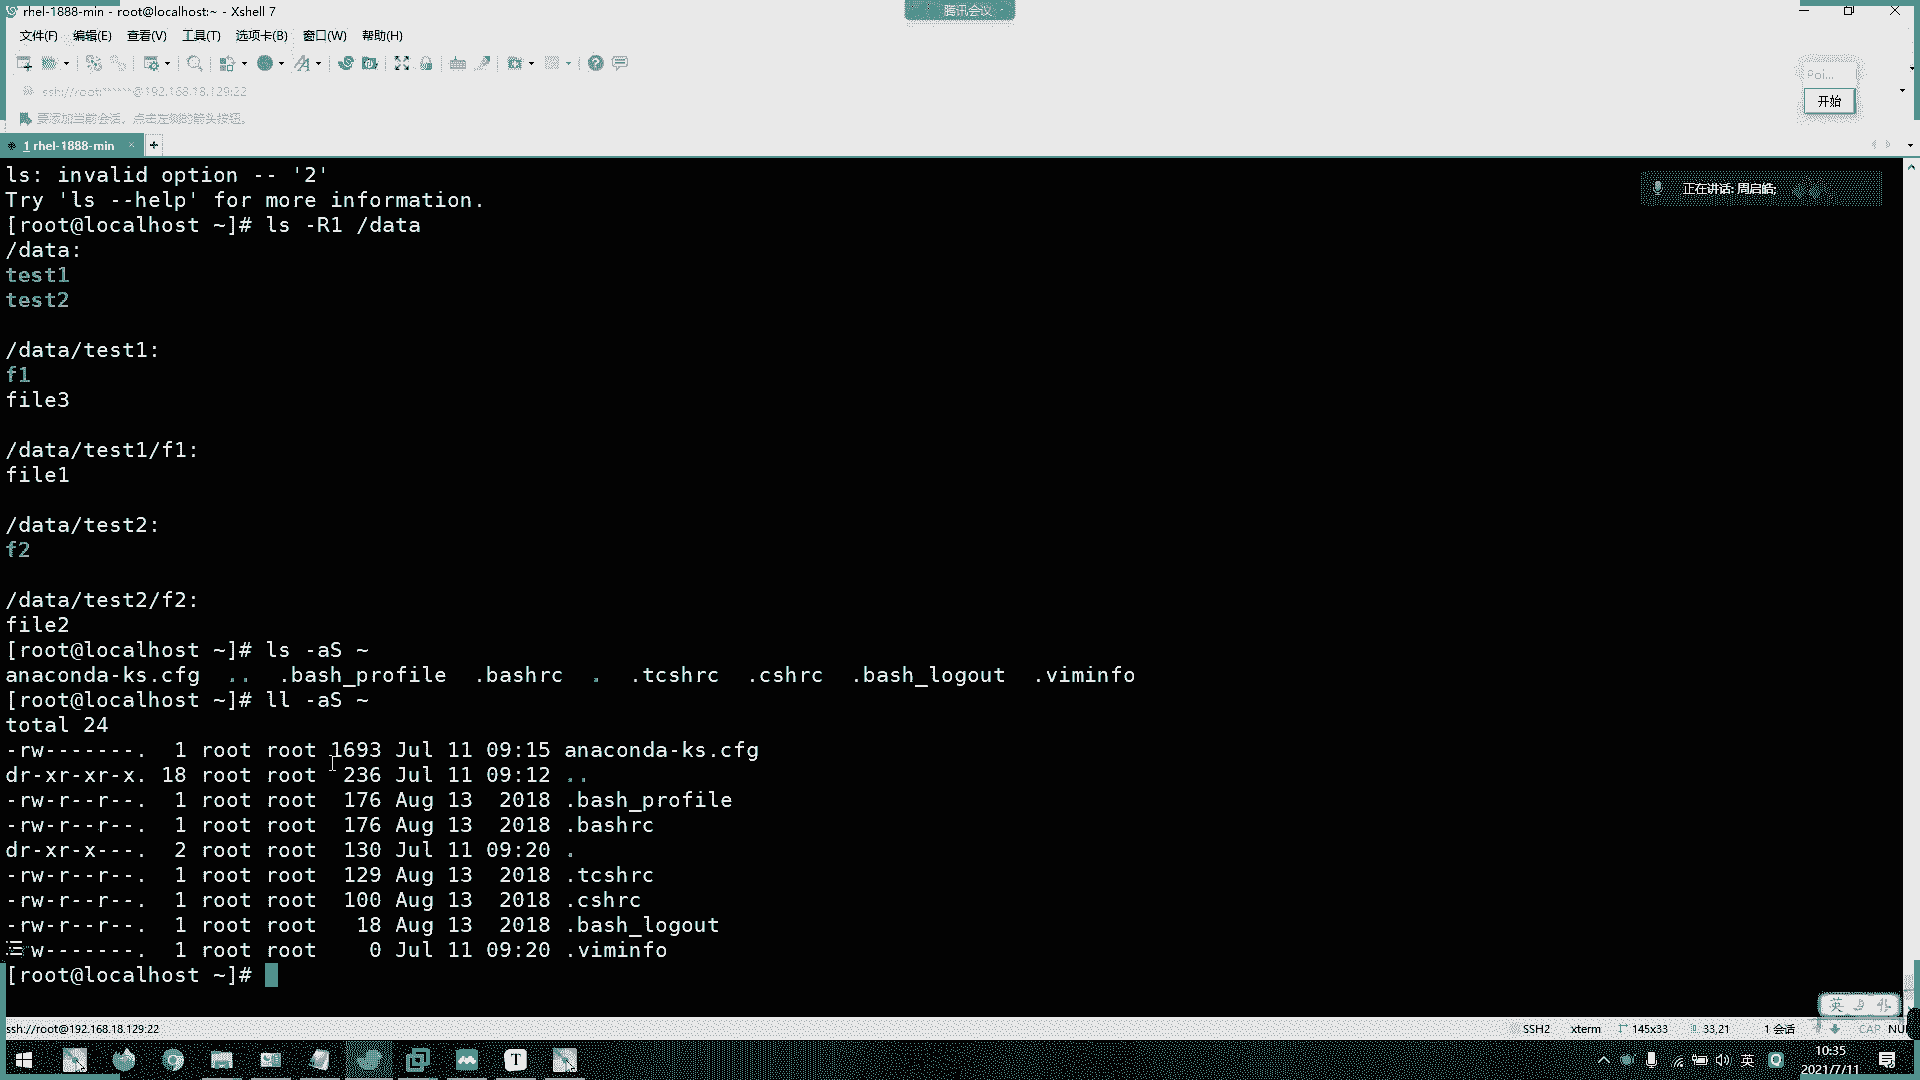 rhel-1888-min - root@localhost:~ - Xshell 7
腾讯会议
文件(F) 编辑(E) 查看(V) 工具(T) 选项卡(B) 窗口(W) 帮助(H)
Poi...
ssh://root:******@192.168.18.129:22
开始
要添加当前会话，点击左侧的箭头按钮。
1 rhel-1888-min × +
ls: invalid option -- '2'
正在讲话: 周启皓;
Try 'ls --help' for more information.
[root@localhost ~]# ls -R1 /data
/data:
test1
test2
/data/test1:
f1
file3
/data/test1/f1:
file1
/data/test2:
f2
/data/test2/f2:
file2
[root@localhost ~]# ls -aS ~
anaconda-ks.cfg  ..  .bash_profile  .bashrc  .  .tcshrc  .cshrc  .bash_logout  .viminfo
[root@localhost ~]# ll -aS ~
total 24
-rw-------.  1 root root 1693 Jul 11 09:15 anaconda-ks.cfg
dr-xr-xr-x. 18 root root  236 Jul 11 09:12 ..
-rw-r--r--.  1 root root  176 Aug 13  2018 .bash_profile
-rw-r--r--.  1 root root  176 Aug 13  2018 .bashrc
dr-xr-x---.  2 root root  130 Jul 11 09:20 .
-rw-r--r--.  1 root root  129 Aug 13  2018 .tcshrc
-rw-r--r--.  1 root root  100 Aug 13  2018 .cshrc
-rw-r--r--.  1 root root   18 Aug 13  2018 .bash_logout
w-------.  1 root root    0 Jul 11 09:20 .viminfo
[root@localhost ~]#
英
ssh://root@192.168.18.129:22 SSH2 xterm 145x33 33,21 1 会话 CAP NU
T 英 10:35
2021/7/11